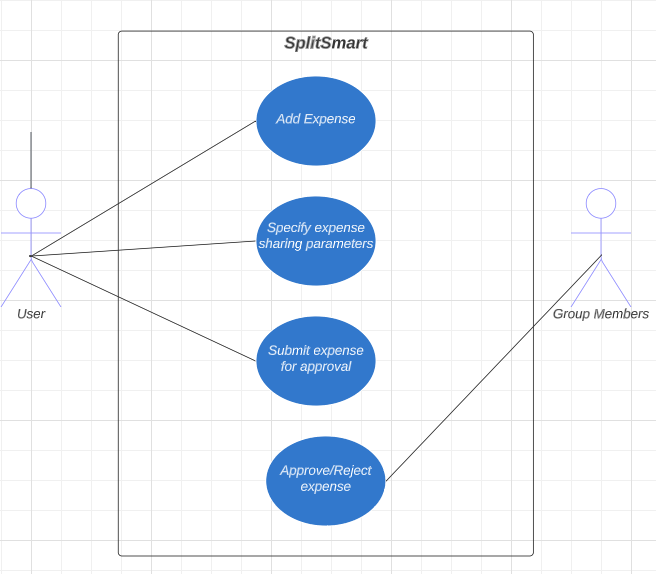 SplitSmart
Add Expense
Specify expense
sharing parameters
User
Group Members
Submit expense
for approval
Approve/Reject
expense